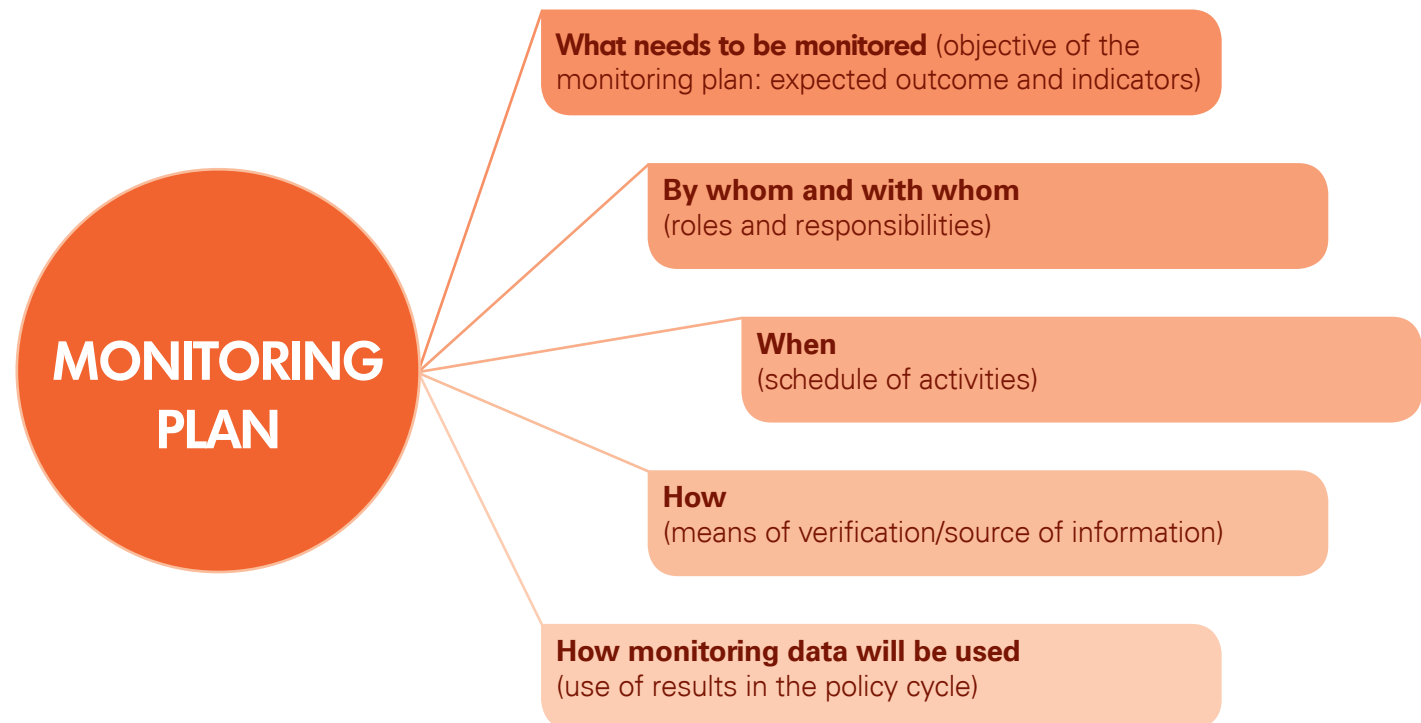 What needs to be monitored (objective of the
monitoring plan: expected outcome and indicators)
By whom and with whom
(roles and responsibilities)
MONITORING
PLAN
When
(schedule of activities)
How
(means of verification/source of information)
How monitoring data will be used
(use of results in the policy cycle)